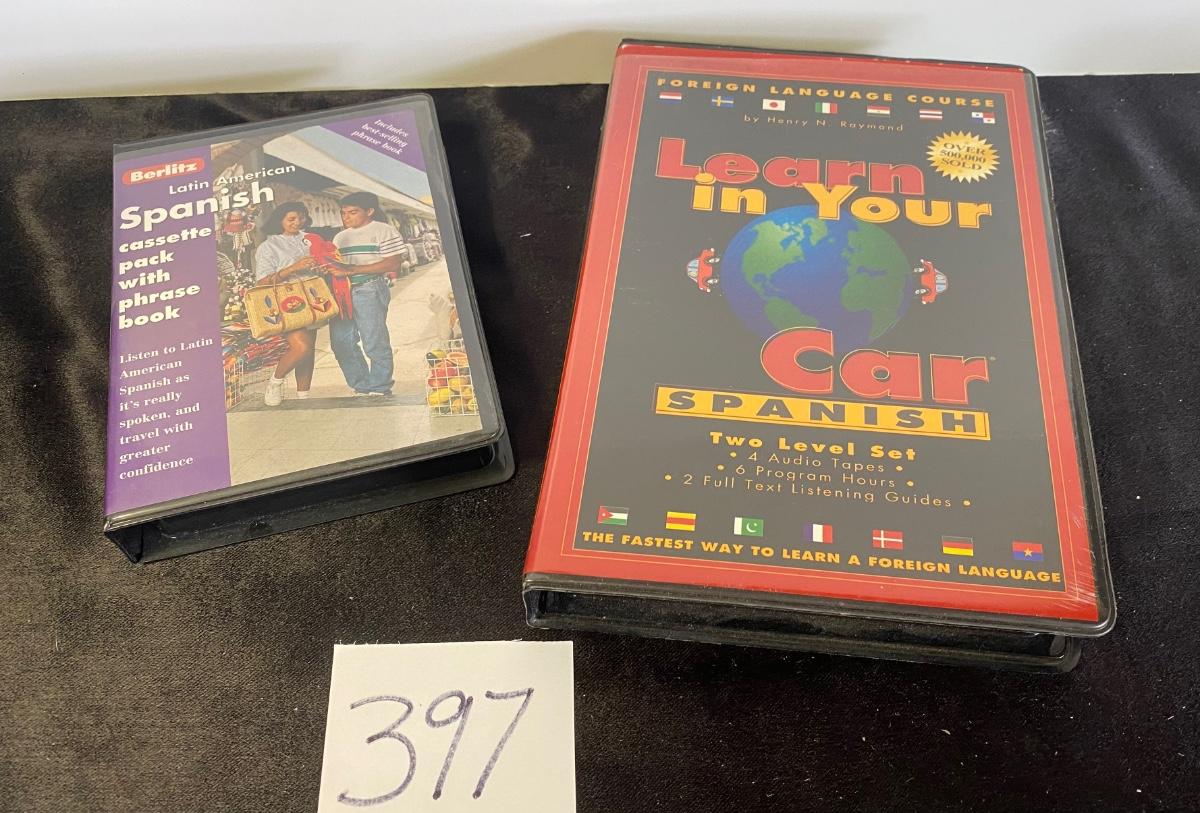 Berlitz
Latin American
Spanish
cassette
pack
with
phrase
book
Listen to Latin
American
Spanish as
it's really
spoken, and
travel with
greater
confidence
Includes
best-selling
phrase book
FOREIGN LANGUAGE COURSE
by Henry N. Raymond
OVER
500,000
SOLD
Learn
in Your
Car
SPANISH
Two Level Set
• 4 Audio Tapes •
• 6 Program Hours •
• 2 Full Text Listening Guides •
THE FASTEST WAY TO LEARN A FOREIGN LANGUAGE
397